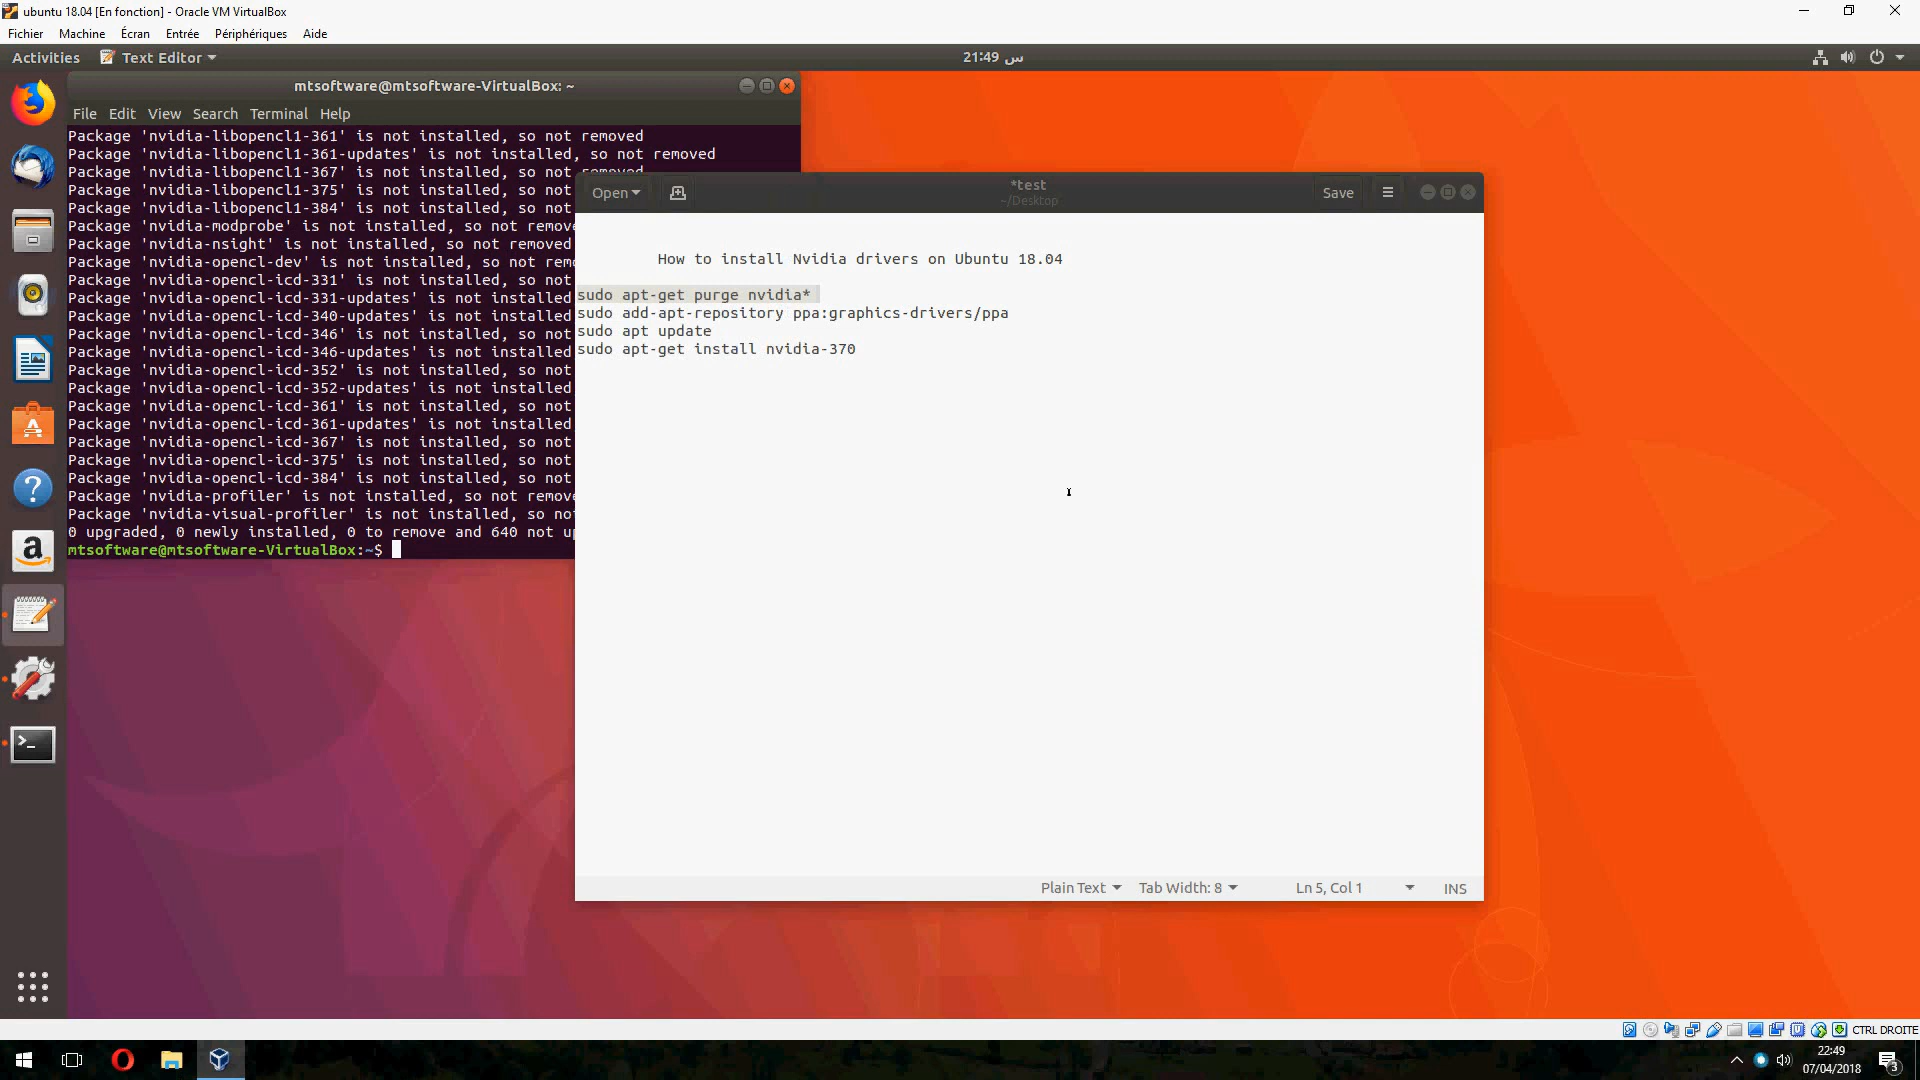 ubuntu 18.04 [En fonction] - Oracle VM VirtualBox
Fichier Machine Écran Entrée Périphériques Aide
Activities Text Editor
21:49 س
mtsoftware@mtsoftware-VirtualBox: ~
File Edit View Search Terminal Help
Package 'nvidia-libopencl1-361' is not installed, so not removed
Package 'nvidia-libopencl1-361-updates' is not installed, so not removed
Package 'nvidia-libopencl1-367' is not installed, so not removed
Package 'nvidia-libopencl1-375' is not installed, so not
Package 'nvidia-libopencl1-384' is not installed, so not
Package 'nvidia-modprobe' is not installed, so not remove
Package 'nvidia-nsight' is not installed, so not removed
Package 'nvidia-opencl-dev' is not installed, so not rem
Package 'nvidia-opencl-icd-331' is not installed, so not
Package 'nvidia-opencl-icd-331-updates' is not installed
Package 'nvidia-opencl-icd-340-updates' is not installed
Package 'nvidia-opencl-icd-346' is not installed, so not
Package 'nvidia-opencl-icd-346-updates' is not installed
Package 'nvidia-opencl-icd-352' is not installed, so not
Package 'nvidia-opencl-icd-352-updates' is not installed
Package 'nvidia-opencl-icd-361' is not installed, so not
Package 'nvidia-opencl-icd-361-updates' is not installed
Package 'nvidia-opencl-icd-367' is not installed, so not
Package 'nvidia-opencl-icd-375' is not installed, so not
Package 'nvidia-opencl-icd-384' is not installed, so not
Package 'nvidia-profiler' is not installed, so not remove
Package 'nvidia-visual-profiler' is not installed, so not
0 upgraded, 0 newly installed, 0 to remove and 640 not up
mtsoftware@mtsoftware-VirtualBox:~$
Open
*test
~/Desktop
Save
How to install Nvidia drivers on Ubuntu 18.04
sudo apt-get purge nvidia*
sudo add-apt-repository ppa:graphics-drivers/ppa
sudo apt update
sudo apt-get install nvidia-370
Plain Text Tab Width: 8 Ln 5, Col 1 INS
CTRL DROITE
22:49
07/04/2018
3